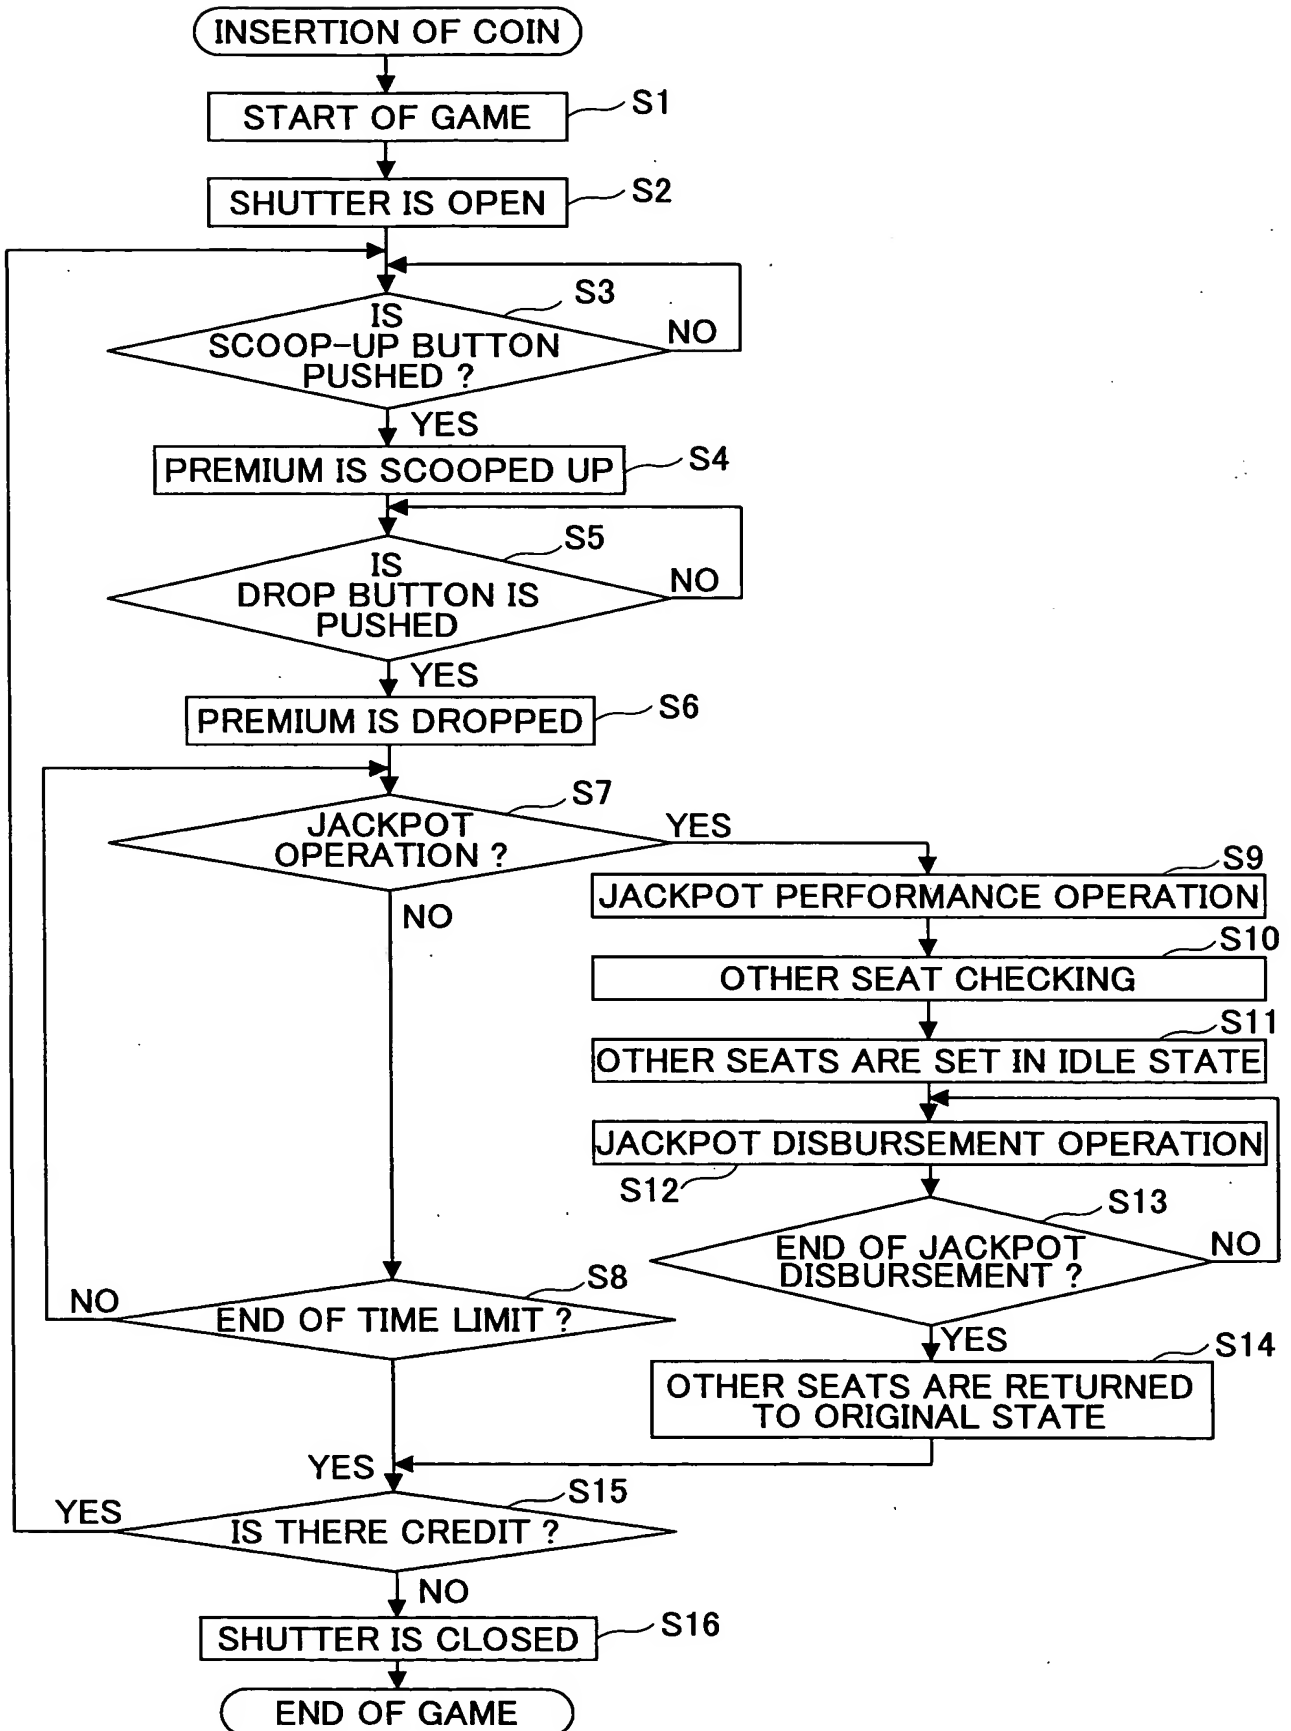 INSERTION OF COIN
START OF GAME
S1
SHUTTER IS OPEN
S2
S3
IS
SCOOP-UP BUTTON
PUSHED ?
NO
YES
PREMIUM IS SCOOPED UP
S4
S5
IS
DROP BUTTON IS
PUSHED
NO
YES
PREMIUM IS DROPPED
S6
S7
JACKPOT
OPERATION ?
YES
NO
S9
JACKPOT PERFORMANCE OPERATION
S10
OTHER SEAT CHECKING
S11
OTHER SEATS ARE SET IN IDLE STATE
JACKPOT DISBURSEMENT OPERATION
S12
S13
END OF JACKPOT
DISBURSEMENT ?
NO
YES
S14
OTHER SEATS ARE RETURNED
TO ORIGINAL STATE
S8
END OF TIME LIMIT ?
NO
YES
S15
IS THERE CREDIT ?
YES
NO
SHUTTER IS CLOSED
S16
END OF GAME